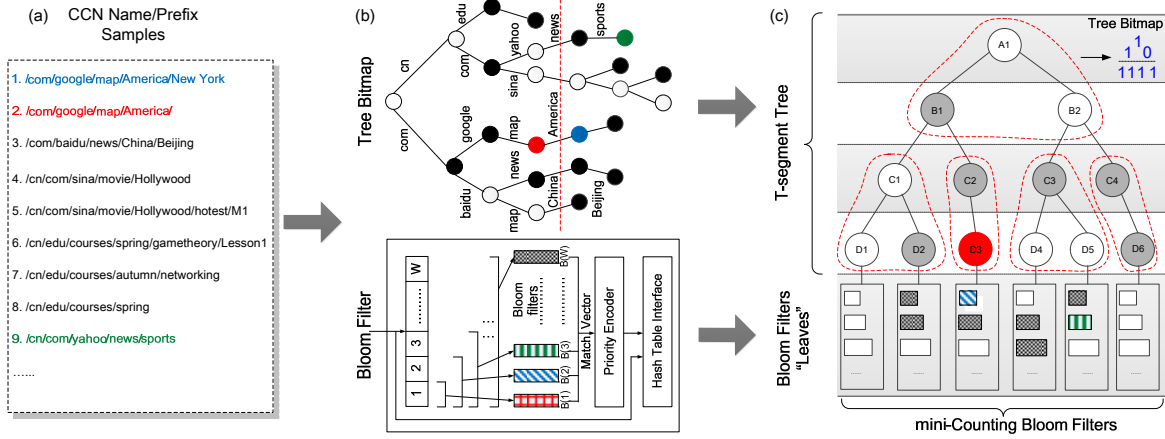 (a) CCN Name/Prefix
Samples
1. /com/google/map/America/New York
2. /com/google/map/America/
3. /com/baidu/news/China/Beijing
4. /cn/com/sina/movie/Hollywood
5. /cn/com/sina/movie/Hollywood/hotest/M1
6. /cn/edu/courses/spring/gametheory/Lesson1
7. /cn/edu/courses/autumn/networking
8. /cn/edu/courses/spring
9. /cn/com/yahoo/news/sports
…...
(b)
Tree Bitmap
cn
com
edu
com
yahoo
sina
news
sports
google
baidu
map
news
map
America
China
Beijing
Bloom Filter
1 2 3 ........ W
Bloom filters
B(W)
B(3)
B(2)
B(1)
Match Vector
Priority Encoder
Hash Table Interface
(c)
T-segment Tree
Tree Bitmap
1
1 0
1111
A1
B1
B2
C1
C2
C3
C4
D1
D2
D3
D4
D5
D6
Bloom Filters
“Leaves”
mini-Counting Bloom Filters